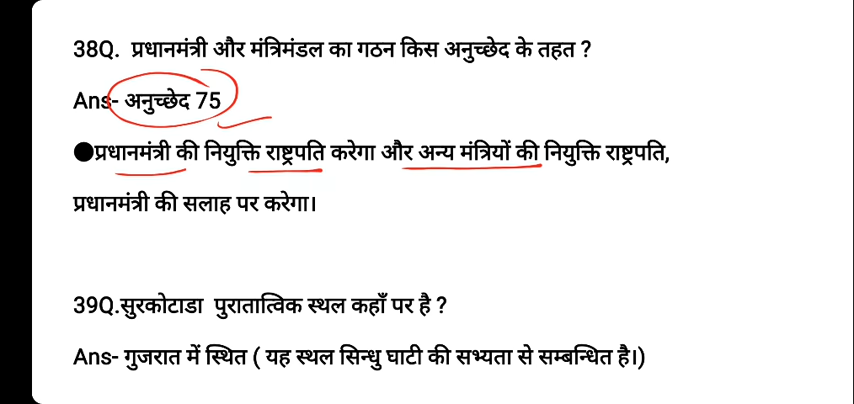 38Q. प्रधानमंत्री और मंत्रिमंडल का गठन किस अनुच्छेद के तहत ?
Ans- अनुच्छेद 75
●प्रधानमंत्री की नियुक्ति राष्ट्रपति करेगा और अन्य मंत्रियों की नियुक्ति राष्ट्रपति,
प्रधानमंत्री की सलाह पर करेगा।
39Q.सुरकोटाडा पुरातात्विक स्थल कहाँ पर है ?
Ans- गुजरात में स्थित ( यह स्थल सिन्धु घाटी की सभ्यता से सम्बन्धित है।)